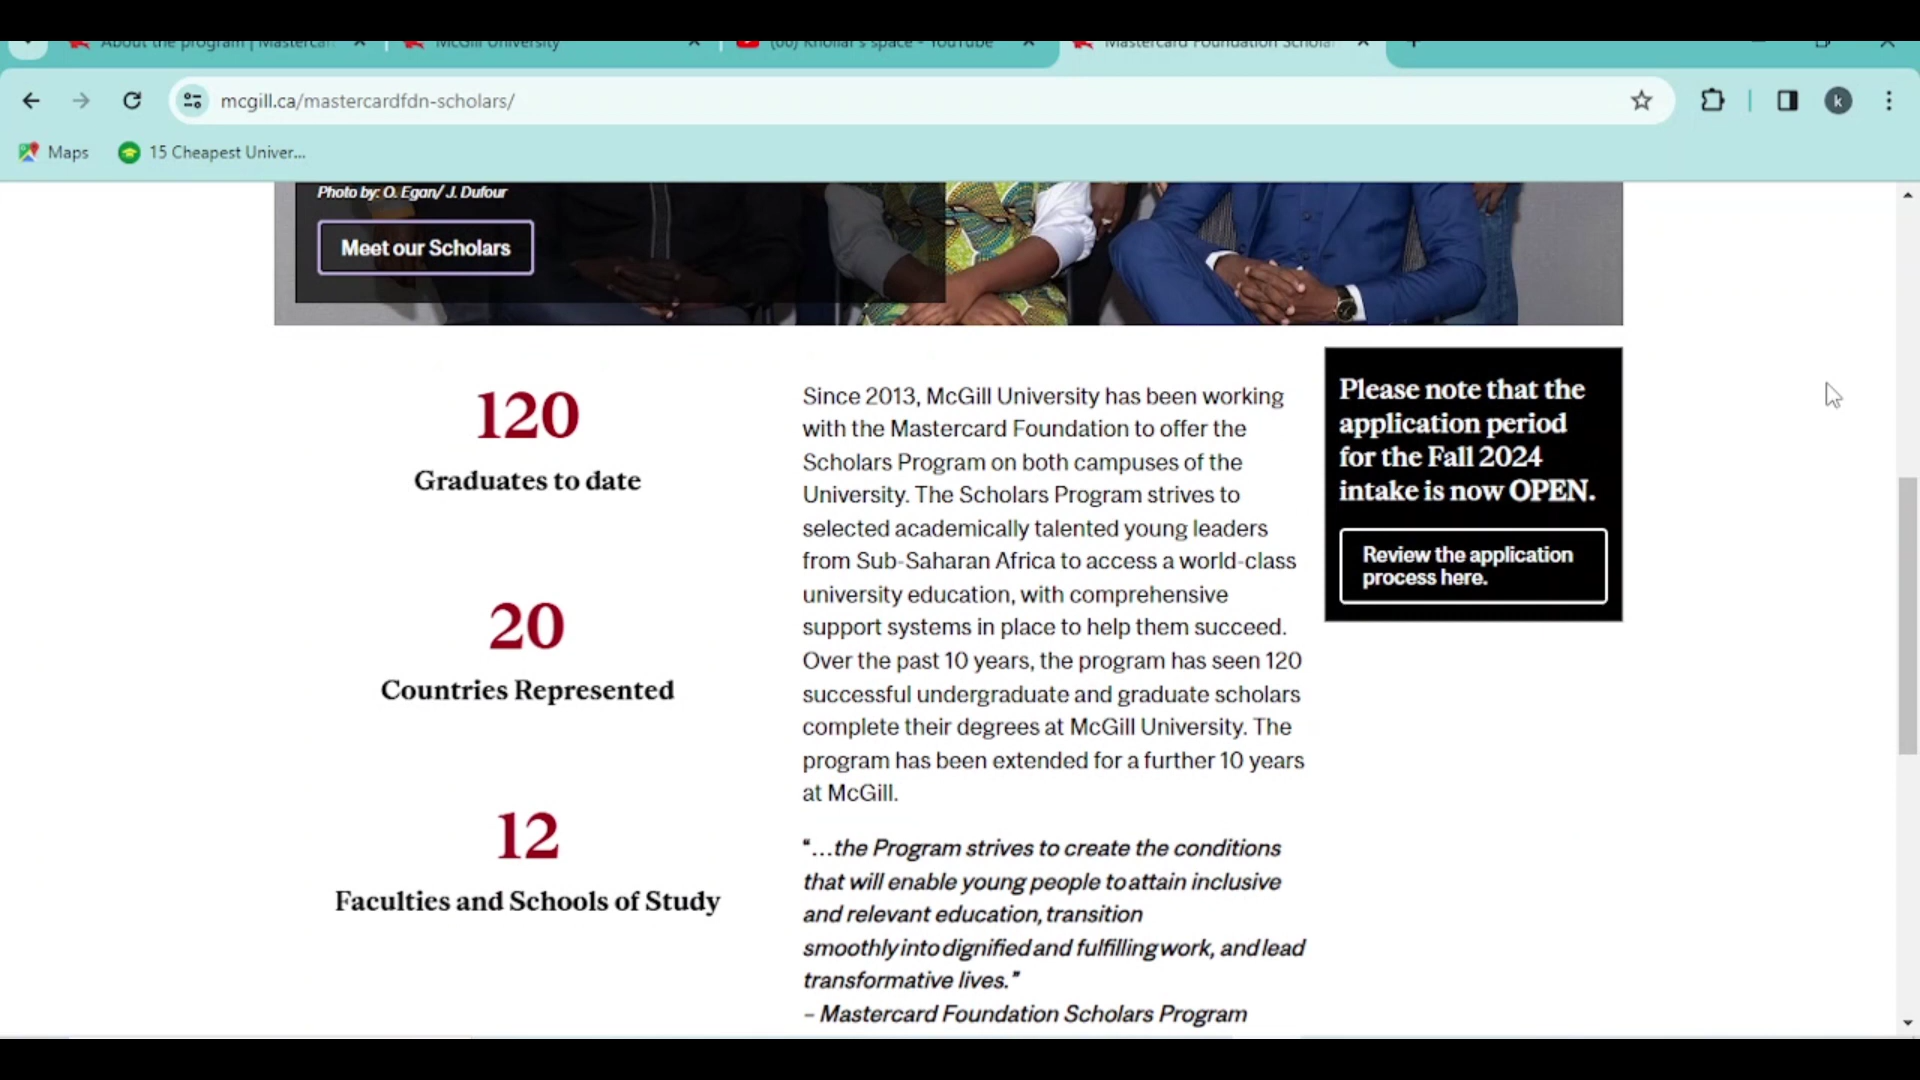 About the program | Mastercar
McGill University
(60) Khollar's space - YouTube
Mastercard Foundation Scholar
mcgill.ca/mastercardfdn-scholars/
k
Maps
15 Cheapest Univer...
Photo by: O. Egan/ J. Dufour
Meet our Scholars
120
Graduates to date
20
Countries Represented
12
Faculties and Schools of Study
Since 2013, McGill University has been working
with the Mastercard Foundation to offer the
Scholars Program on both campuses of the
University. The Scholars Program strives to
selected academically talented young leaders
from Sub-Saharan Africa to access a world-class
university education, with comprehensive
support systems in place to help them succeed.
Over the past 10 years, the program has seen 120
successful undergraduate and graduate scholars
complete their degrees at McGill University. The
program has been extended for a further 10 years
at McGill.
“…the Program strives to create the conditions
that will enable young people to attain inclusive
and relevant education, transition
smoothly into dignified and fulfilling work, and lead
transformative lives.”
– Mastercard Foundation Scholars Program
Please note that the
application period
for the Fall 2024
intake is now OPEN.
Review the application
process here.